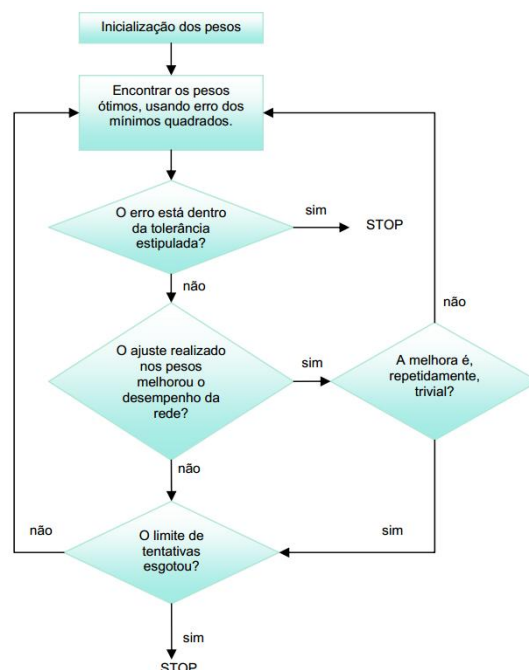 Inicialização dos pesos
Encontrar os pesos
ótimos, usando erro dos
mínimos quadrados.
O erro está dentro
da tolerância
estipulada?
sim
STOP
não
não
O ajuste realizado
nos pesos
melhorou o
desempenho da
rede?
sim
A melhora é,
repetidamente,
trivial?
não
não
sim
O limite de
tentativas
esgotou?
sim
STOP